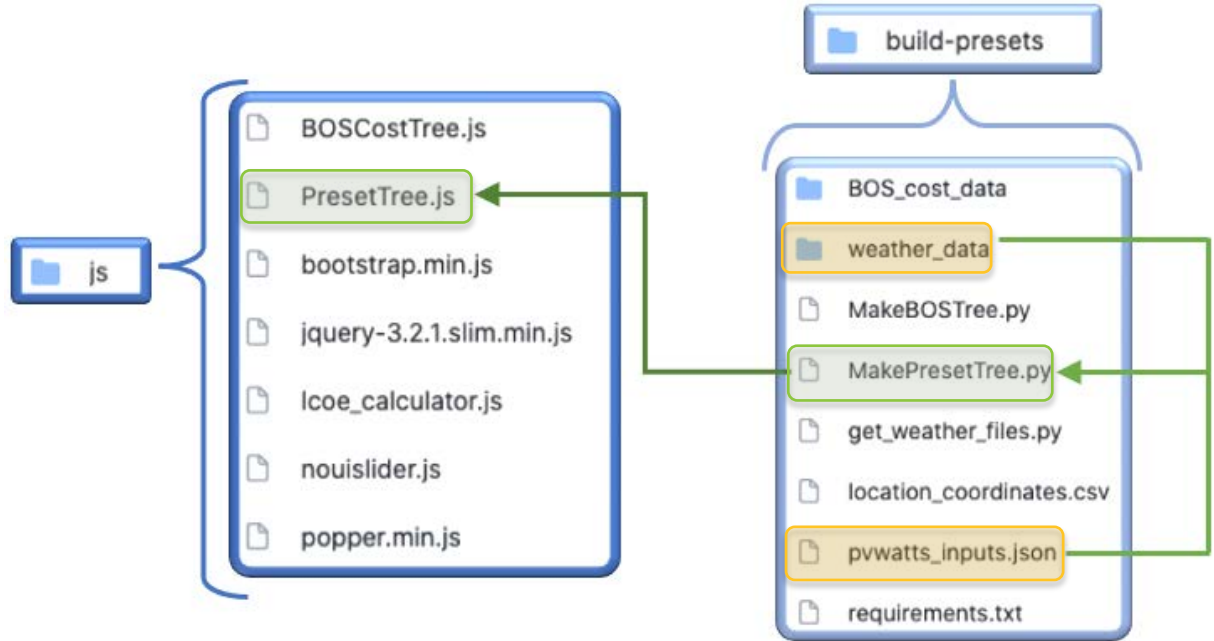 build-presets
js
BOSCostTree.js
PresetTree.js
bootstrap.min.js
jquery-3.2.1.slim.min.js
lcoe_calculator.js
nouislider.js
popper.min.js
BOS_cost_data
weather_data
MakeBOSTree.py
MakePresetTree.py
get_weather_files.py
location_coordinates.csv
pvwatts_inputs.json
requirements.txt